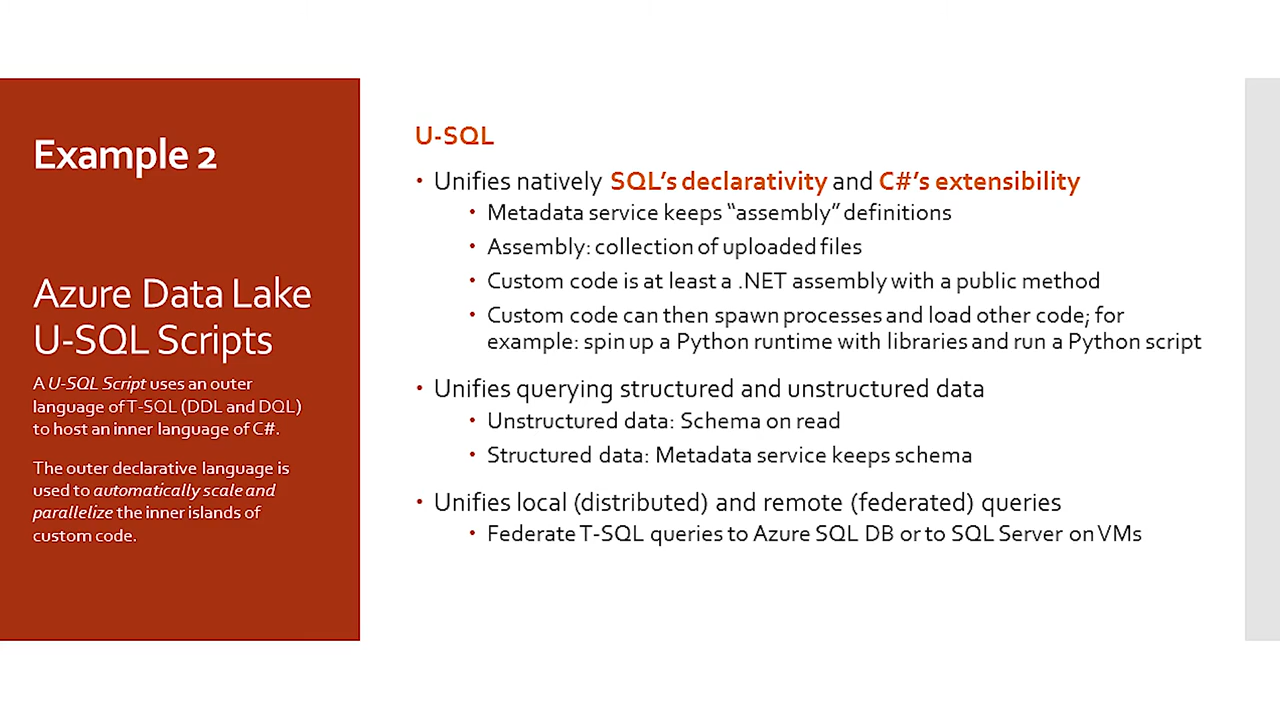 Example 2
Azure Data Lake
U-SQL Scripts
A U-SQL Script uses an outer
language of T-SQL (DDL and DQL)
to host an inner language of C#.
The outer declarative language is
used to automatically scale and
parallelize the inner islands of
custom code.
U-SQL
• Unifies natively SQL’s declarativity and C#’s extensibility
• Metadata service keeps “assembly” definitions
• Assembly: collection of uploaded files
• Custom code is at least a .NET assembly with a public method
• Custom code can then spawn processes and load other code; for
example: spin up a Python runtime with libraries and run a Python script
• Unifies querying structured and unstructured data
• Unstructured data: Schema on read
• Structured data: Metadata service keeps schema
• Unifies local (distributed) and remote (federated) queries
• Federate T-SQL queries to Azure SQL DB or to SQL Server on VMs